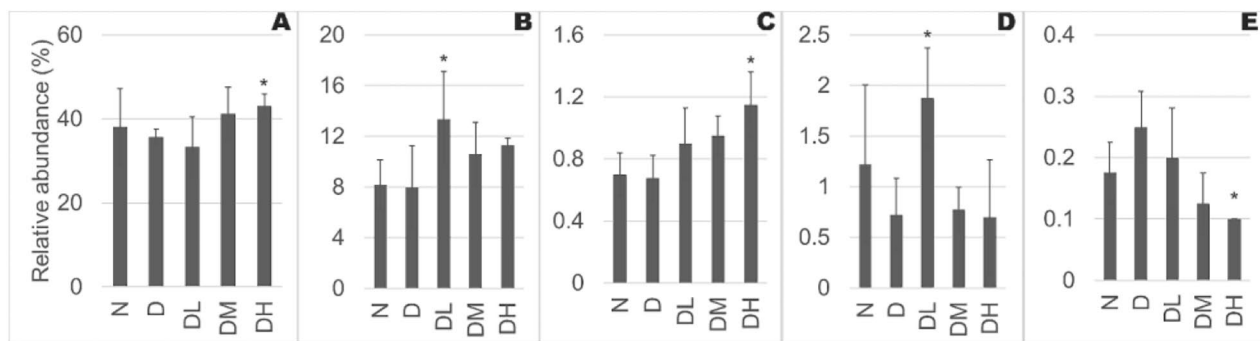 A
Relative abundance (%)
60
40
20
0
*
N D DL DM DH
B
20
16
12
8
4
0
*
N D DL DM DH
C
1.6
1.2
0.8
0.4
0
*
N D DL DM DH
D
2.5
2
1.5
1
0.5
0
*
N D DL DM DH
E
0.4
0.3
0.2
0.1
0
*
N D DL DM DH